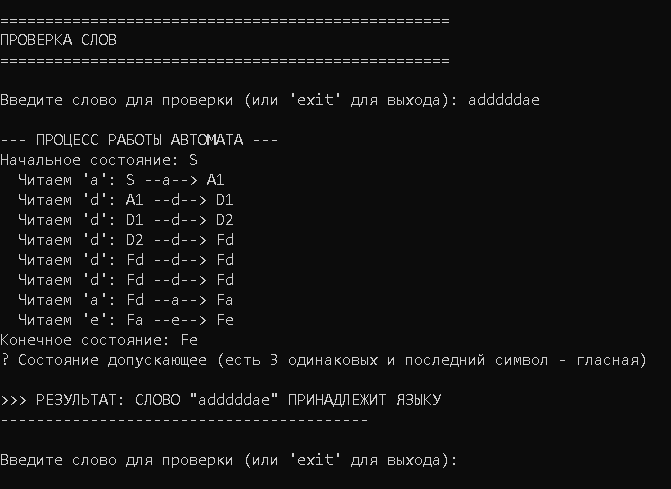 ==================================================
ПРОВЕРКА СЛОВ
==================================================
Введите слово для проверки (или 'exit' для выхода): adddddae
--- ПРОЦЕСС РАБОТЫ АВТОМАТА ---
Начальное состояние: S
Читаем 'a': S --a--> A1
Читаем 'd': A1 --d--> D1
Читаем 'd': D1 --d--> D2
Читаем 'd': D2 --d--> Fd
Читаем 'd': Fd --d--> Fd
Читаем 'd': Fd --d--> Fd
Читаем 'a': Fd --a--> Fa
Читаем 'e': Fa --e--> Fe
Конечное состояние: Fe
? Состояние допускающее (есть 3 одинаковых и последний символ - гласная)
>>> РЕЗУЛЬТАТ: СЛОВО "adddddae" ПРИНАДЛЕЖИТ ЯЗЫКУ
-----------------------------------------
Введите слово для проверки (или 'exit' для выхода):